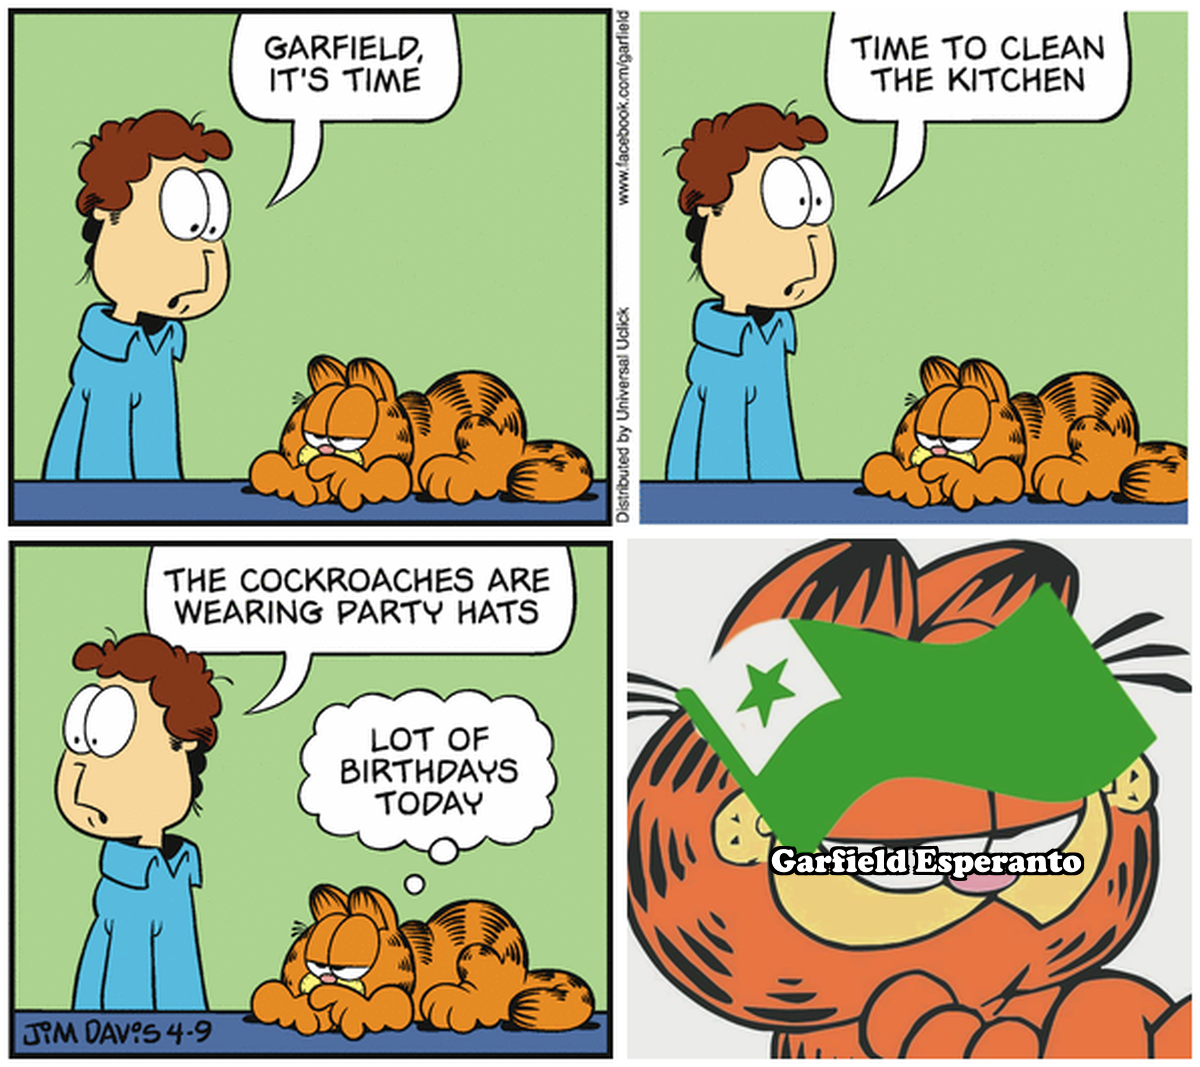 GARFIELD,
IT'S TIME
www.facebook.com/garfield
Distributed by Universal Uclick
TIME TO CLEAN
THE KITCHEN
THE COCKROACHES ARE
WEARING PARTY HATS
LOT OF
BIRTHDAYS
TODAY
JiM DAViS 4-9
Garfield Esperanto